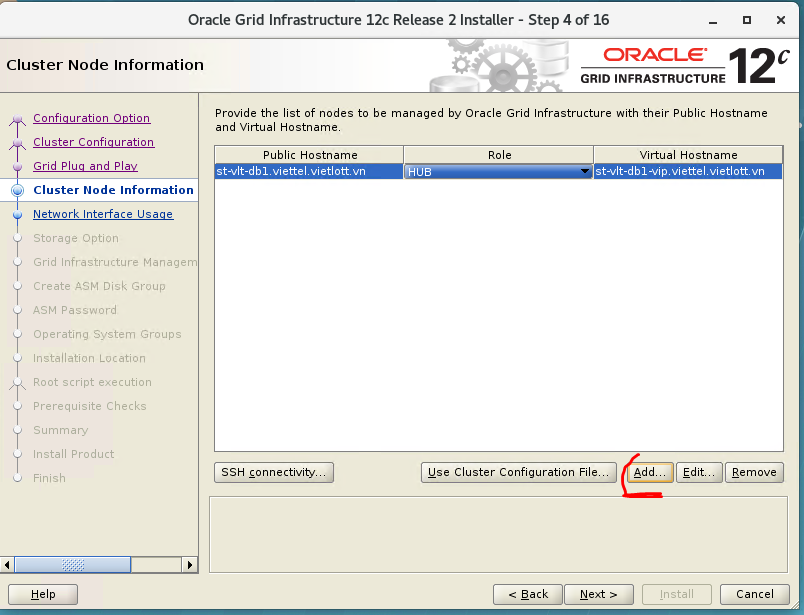 Oracle Grid Infrastructure 12c Release 2 Installer - Step 4 of 16
Cluster Node Information
ORACLE®
GRID INFRASTRUCTURE
12c
Configuration Option
Cluster Configuration
Grid Plug and Play
Cluster Node Information
Network Interface Usage
Storage Option
Grid Infrastructure Managem
Create ASM Disk Group
ASM Password
Operating System Groups
Installation Location
Root script execution
Prerequisite Checks
Summary
Install Product
Finish
Provide the list of nodes to be managed by Oracle Grid Infrastructure with their Public Hostname
and Virtual Hostname.
Public Hostname Role Virtual Hostname
st-vlt-db1.viettel.vietlott.vn HUB st-vlt-db1-vip.viettel.vietlott.vn
SSH connectivity... Use Cluster Configuration File... Add... Edit... Remove
Help < Back Next > Install Cancel